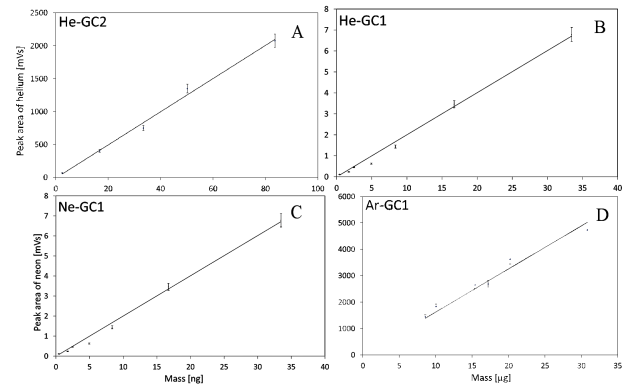 He-GC2
A
Peak area of helium [mVs]
2500
2000
1500
1000
500
0
0 20 40 60 80 100
He-GC1
B
8
7
6
5
4
3
2
1
0
0 5 10 15 20 25 30 35 40
Ne-GC1
C
Peak area of neon [mVs]
8
7
6
5
4
3
2
1
0
0 5 10 15 20 25 30 35 40
Mass [ng]
Ar-GC1
D
6000
5000
4000
3000
2000
1000
0
0 5 10 15 20 25 30 35
Mass [µg]